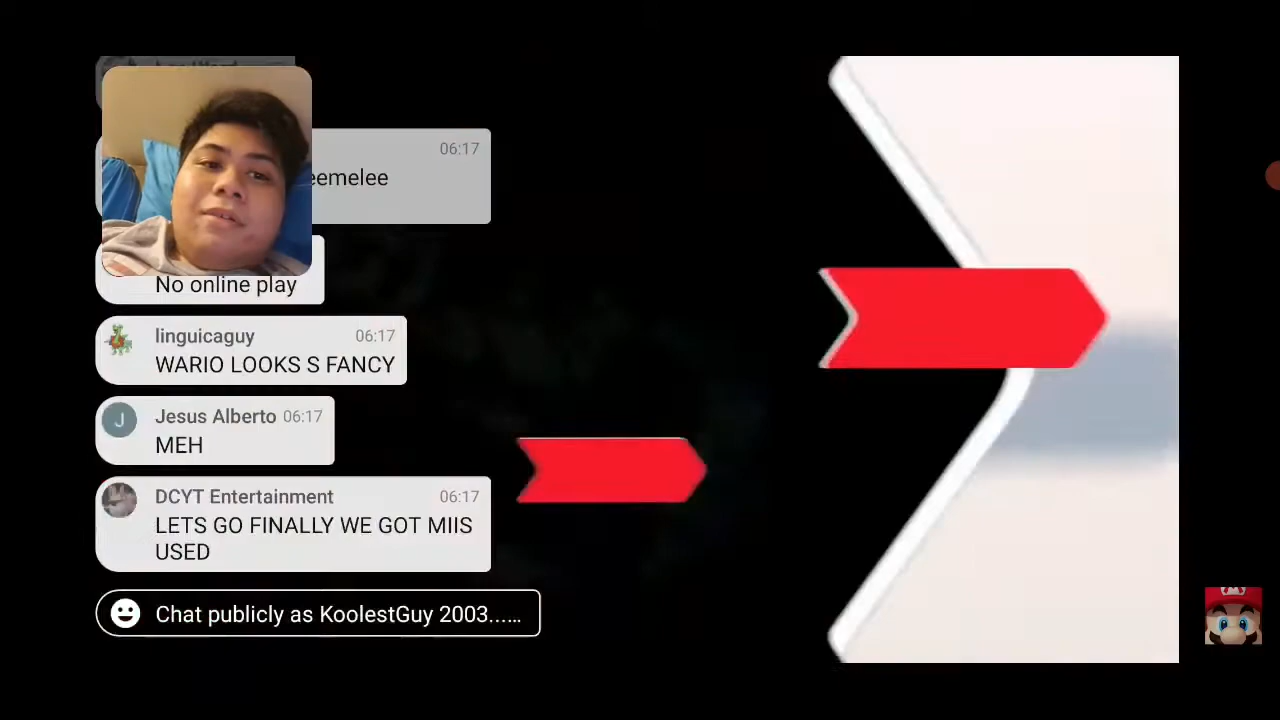 06:17
eemelee
No online play
linguicaguy 06:17
WARIO LOOKS S FANCY
J
Jesus Alberto 06:17
MEH
DCYT Entertainment 06:17
LETS GO FINALLY WE GOT MIIS
USED
Chat publicly as KoolestGuy 2003...…
M